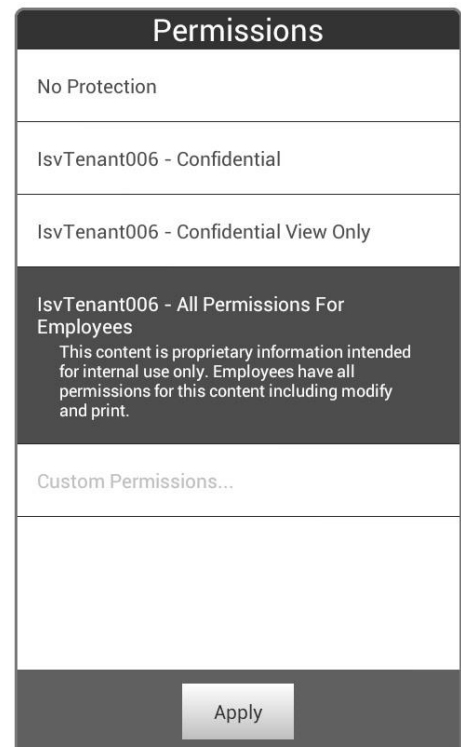 Permissions
No Protection
IsvTenant006 - Confidential
IsvTenant006 - Confidential View Only
IsvTenant006 - All Permissions For
Employees
This content is proprietary information intended
for internal use only. Employees have all
permissions for this content including modify
and print.
Custom Permissions...
Apply